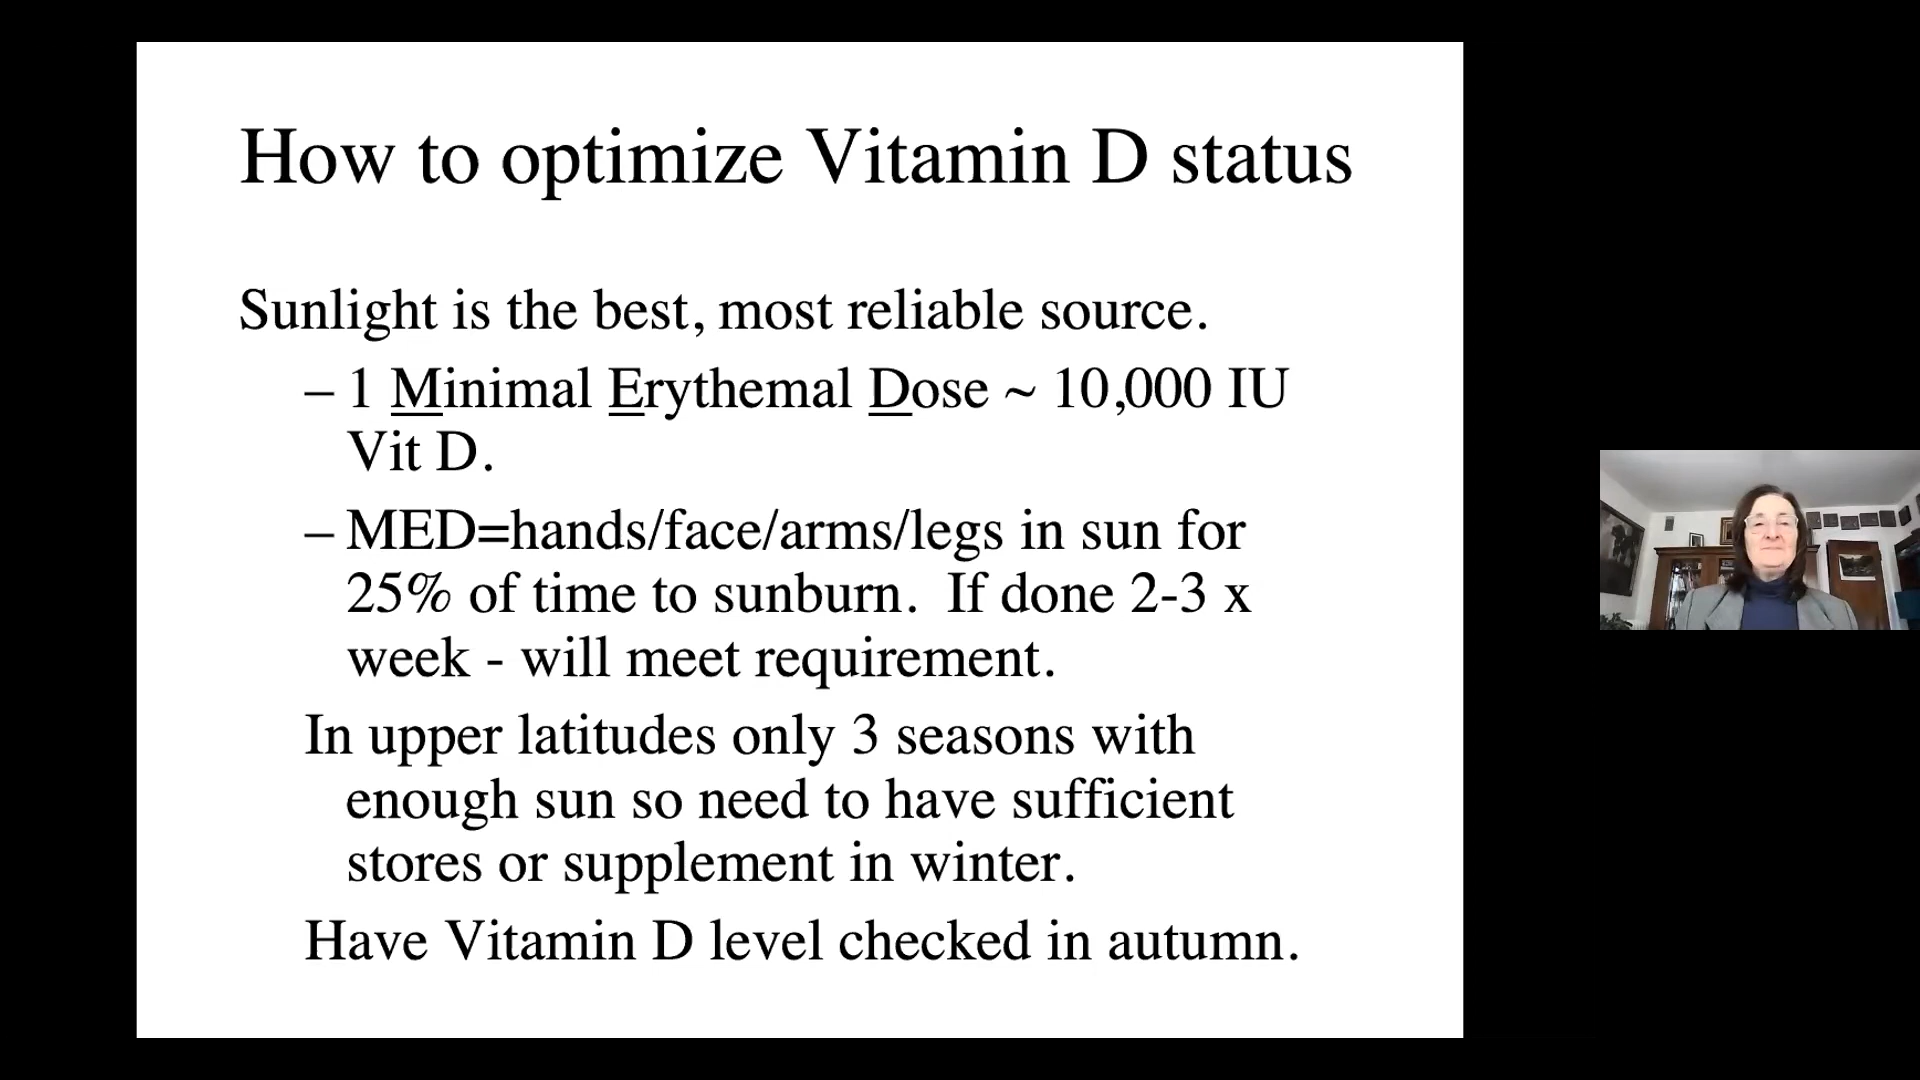 How to optimize Vitamin D status
Sunlight is the best, most reliable source.
– 1 Minimal Erythemal Dose ~ 10,000 IU
Vit D.
– MED=hands/face/arms/legs in sun for
25% of time to sunburn.  If done 2-3 x
week - will meet requirement.
In upper latitudes only 3 seasons with
enough sun so need to have sufficient
stores or supplement in winter.
Have Vitamin D level checked in autumn.